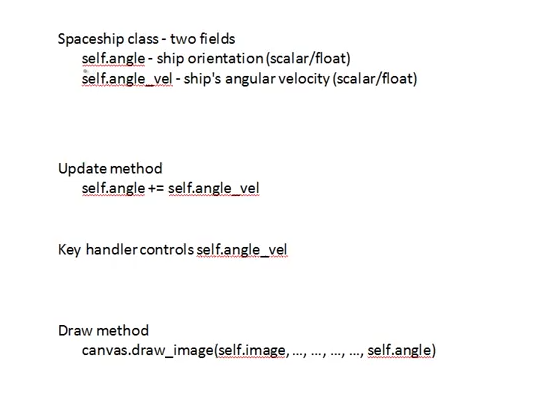 Spaceship class - two fields
self.angle - ship orientation (scalar/float)
self.angle_vel - ship's angular velocity (scalar/float)
Update method
self.angle += self.angle_vel
Key handler controls self.angle_vel
Draw method
canvas.draw_image(self.image, ..., ..., ..., ..., self.angle)